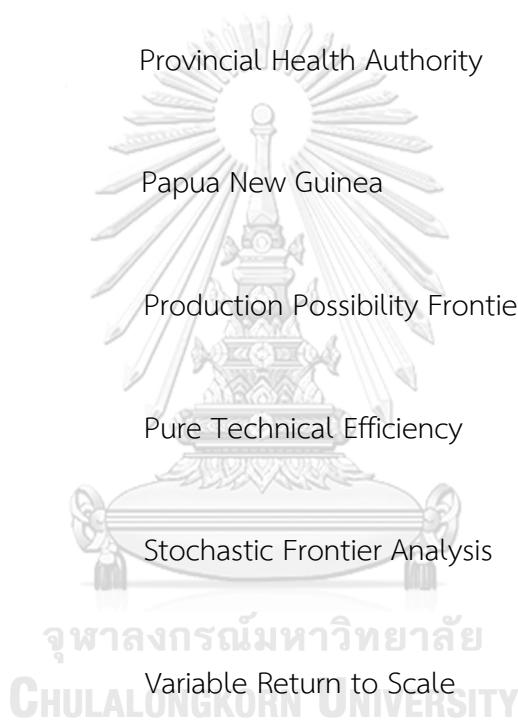 Provincial Health Authority
Papua New Guinea
Production Possibility Frontie
Pure Technical Efficiency
Stochastic Frontier Analysis
จุฬาลงกรณ์มหาวิทยาลัย
Variable Return to Scale
CHULALONGKORN UNIVERSITY